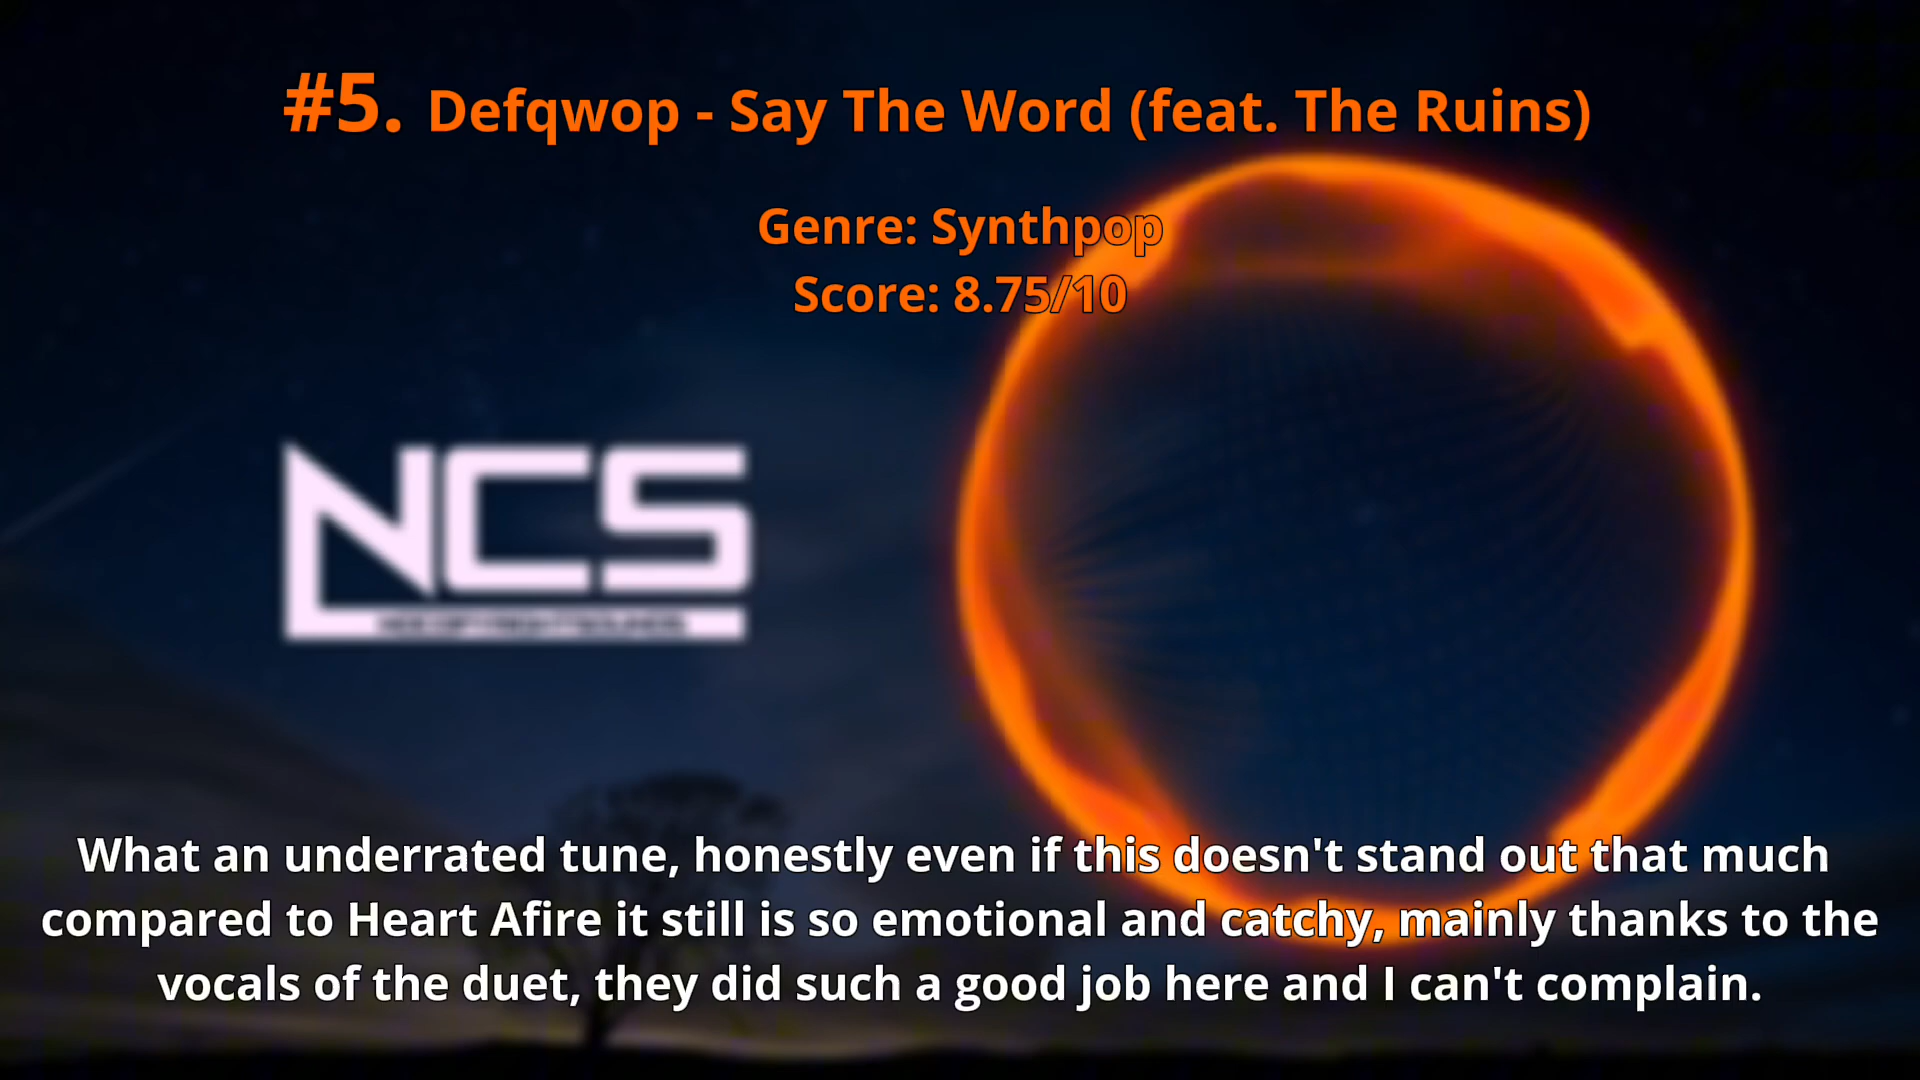 #5. Defqwop - Say The Word (feat. The Ruins)
Genre: Synthpop
Score: 8.75/10
NCS
What an underrated tune, honestly even if this doesn't stand out that much
compared to Heart Afire it still is so emotional and catchy, mainly thanks to the
vocals of the duet, they did such a good job here and I can't complain.